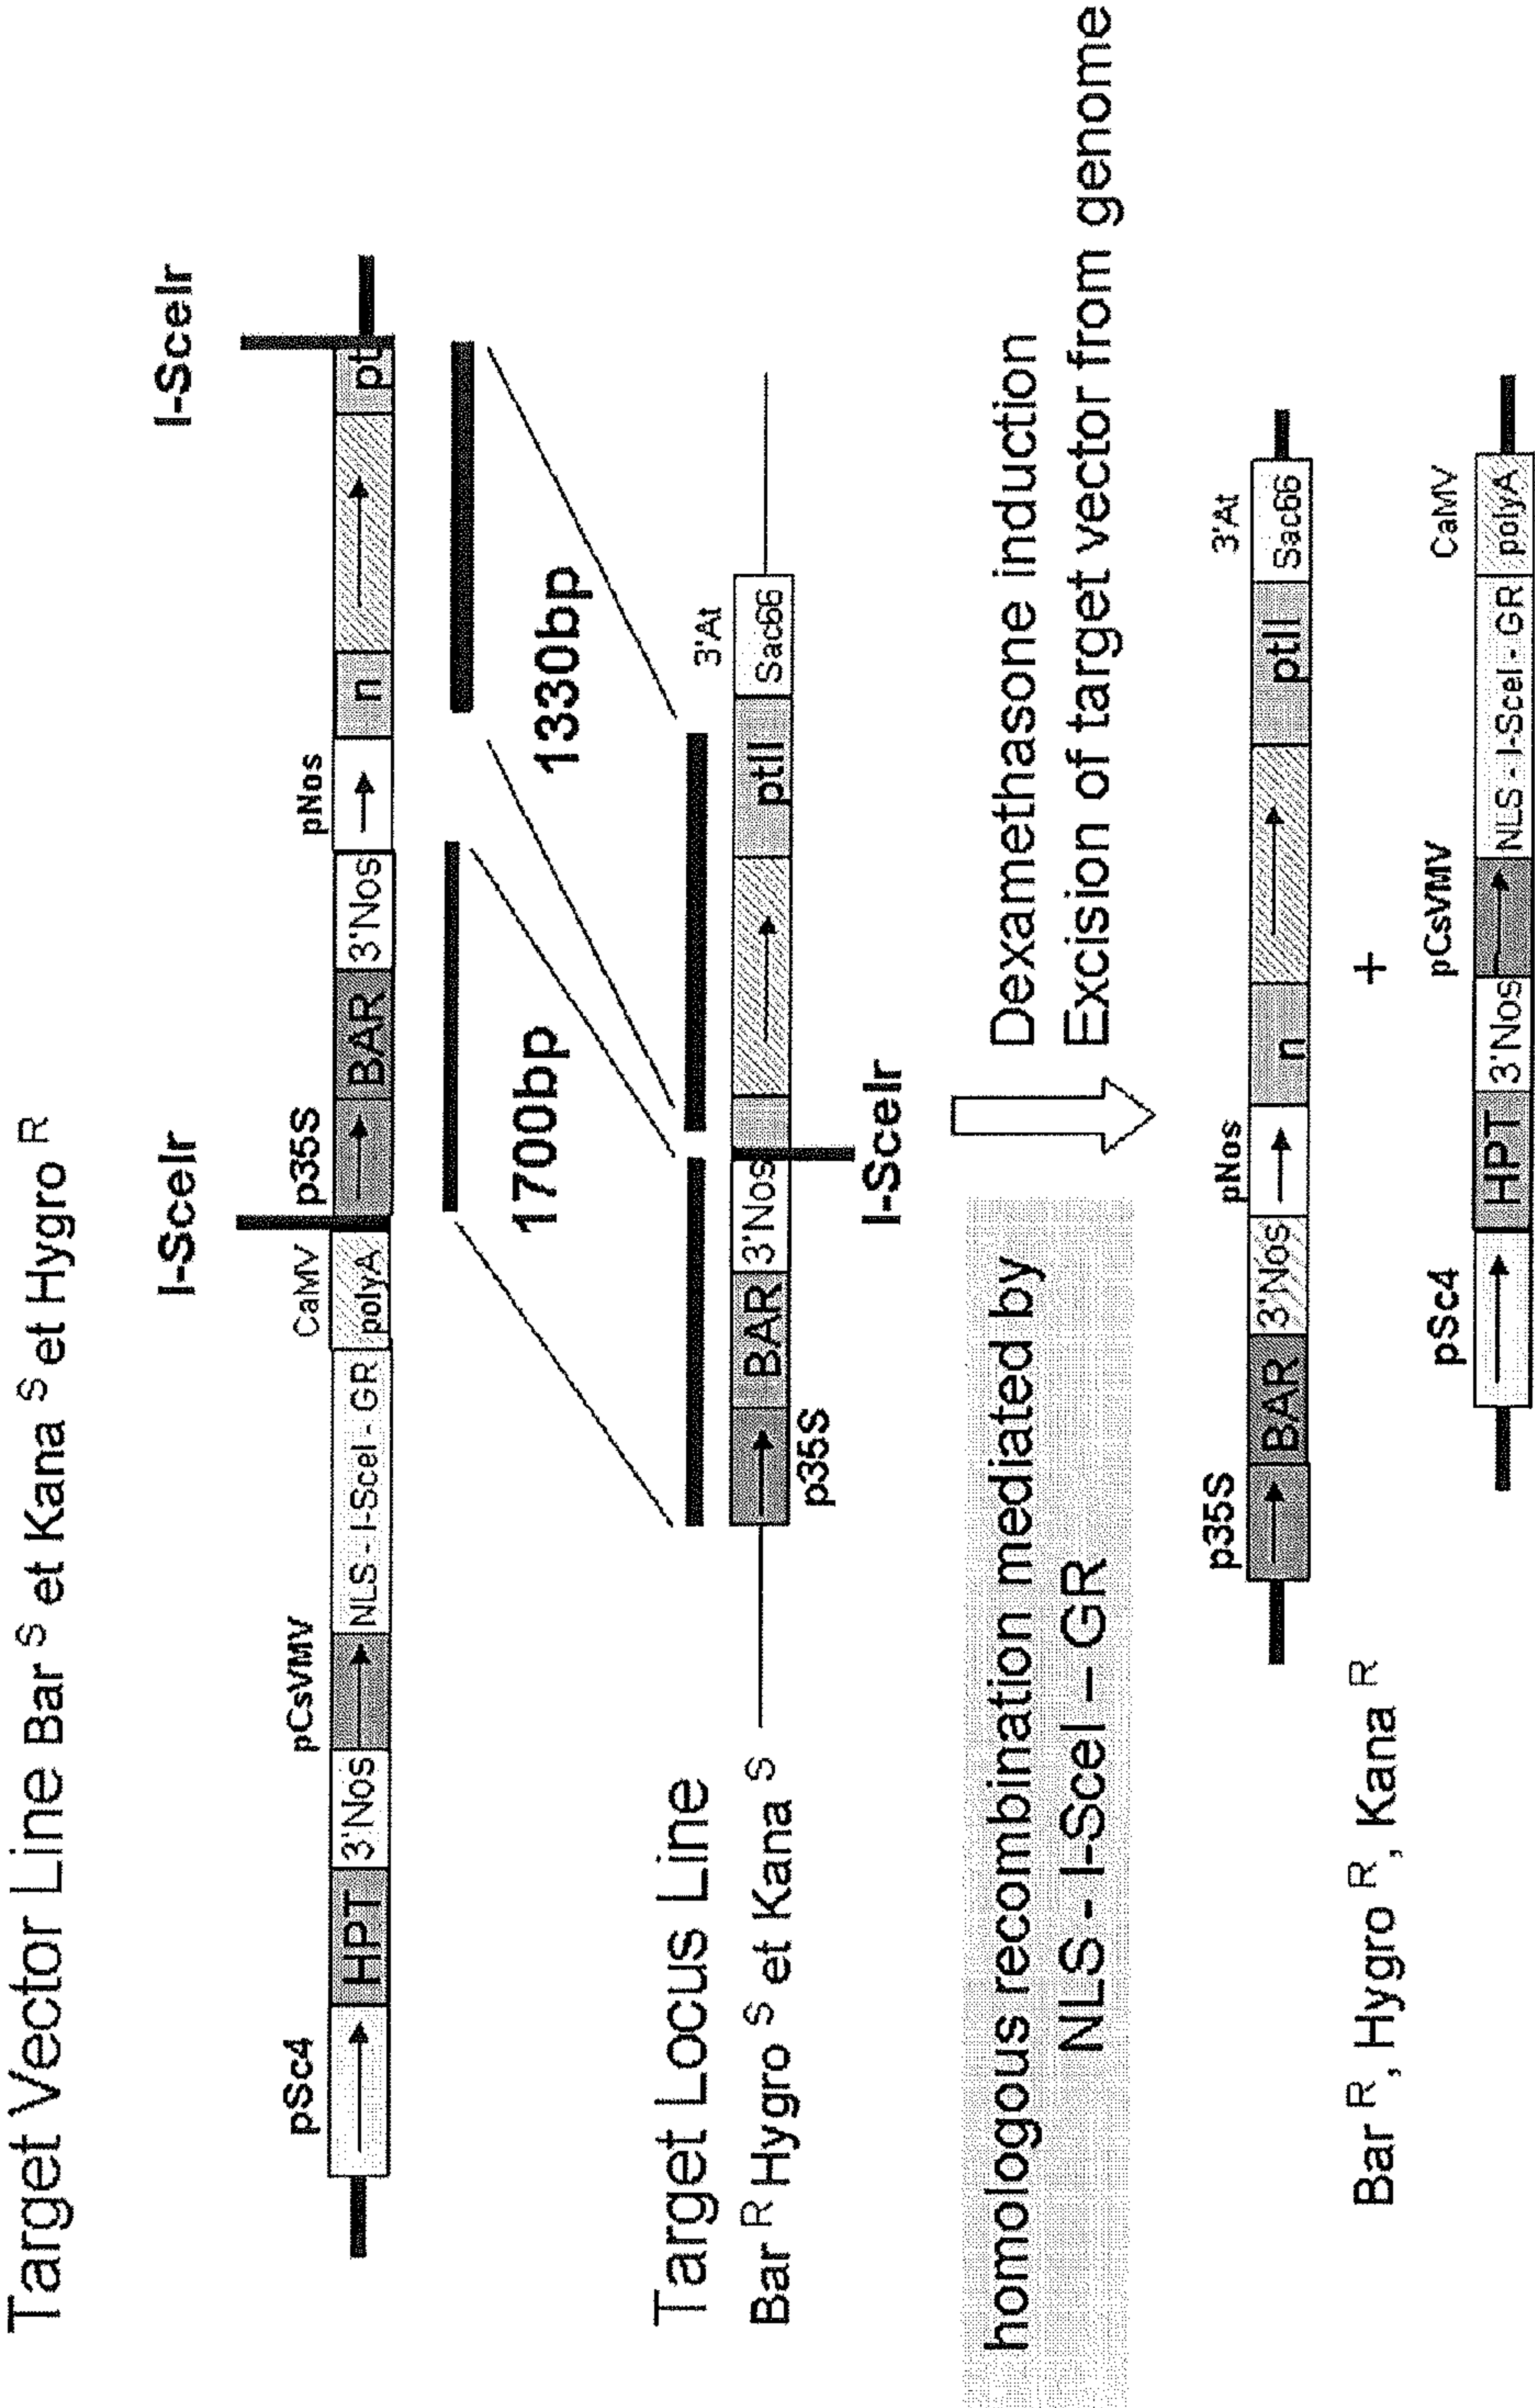 Target Vector Line Bar S et Kana S et Hygro R
I-SceIr I-SceIr
pSc4 pCsVMV CaMV p35S pNos
HPT 3'Nos NLS - I-SceI - GR polyA BAR 3'Nos n pt
1700bp 1330bp
Target Locus Line
Bar R Hygro S et Kana S
3'At
BAR 3'Nos ptII Sac66
p35S I-SceIr
homologous recombination mediated by
NLS - I-SceI – GR
Dexamethasone induction
Excision of target vector from genome
p35S pNos 3'At
BAR 3'Nos n ptII Sac66
+
Bar R, Hygro R, Kana R
pSc4 pCsVMV CaMV
HPT 3'Nos NLS - I-SceI - GR polyA